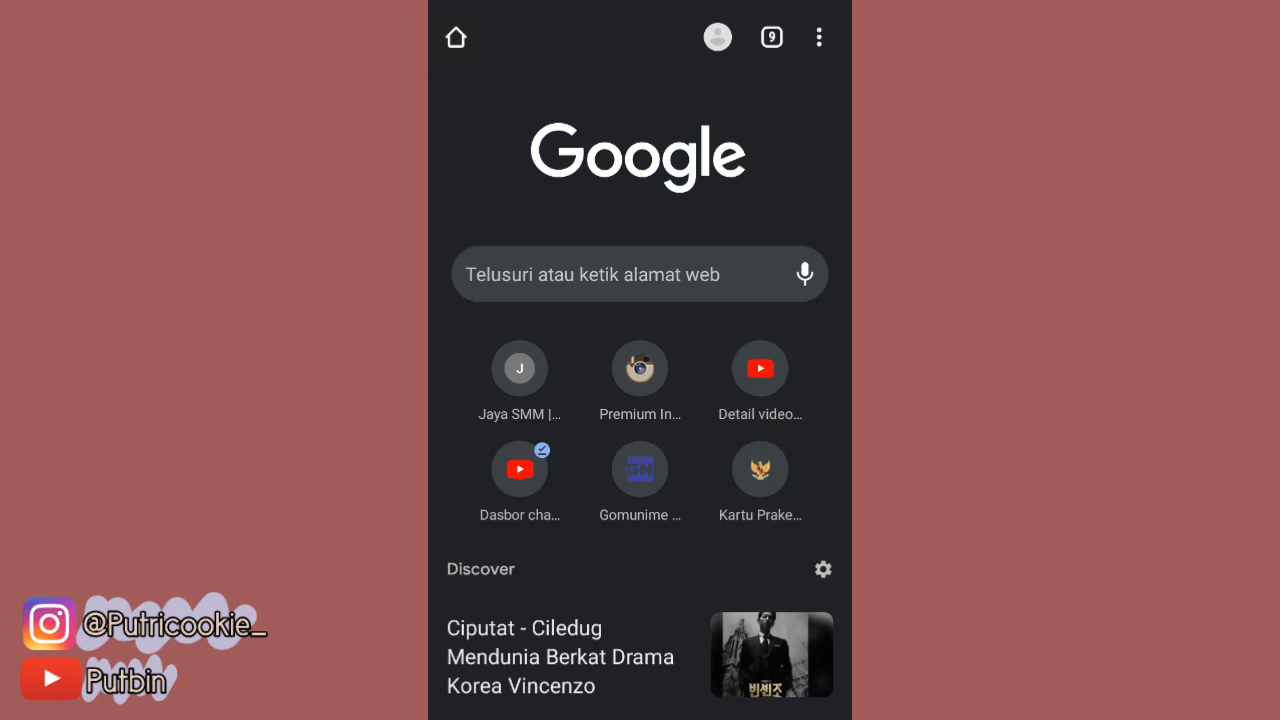 9
Google
Telusuri atau ketik alamat web
J
Jaya SMM |...
Premium In...
Detail video...
GN
Dasbor cha...
Gomunime ...
Kartu Prake...
Discover
Ciputat - Ciledug
Mendunia Berkat Drama
Korea Vincenzo
빈센조
@Putricookie_
Putbin